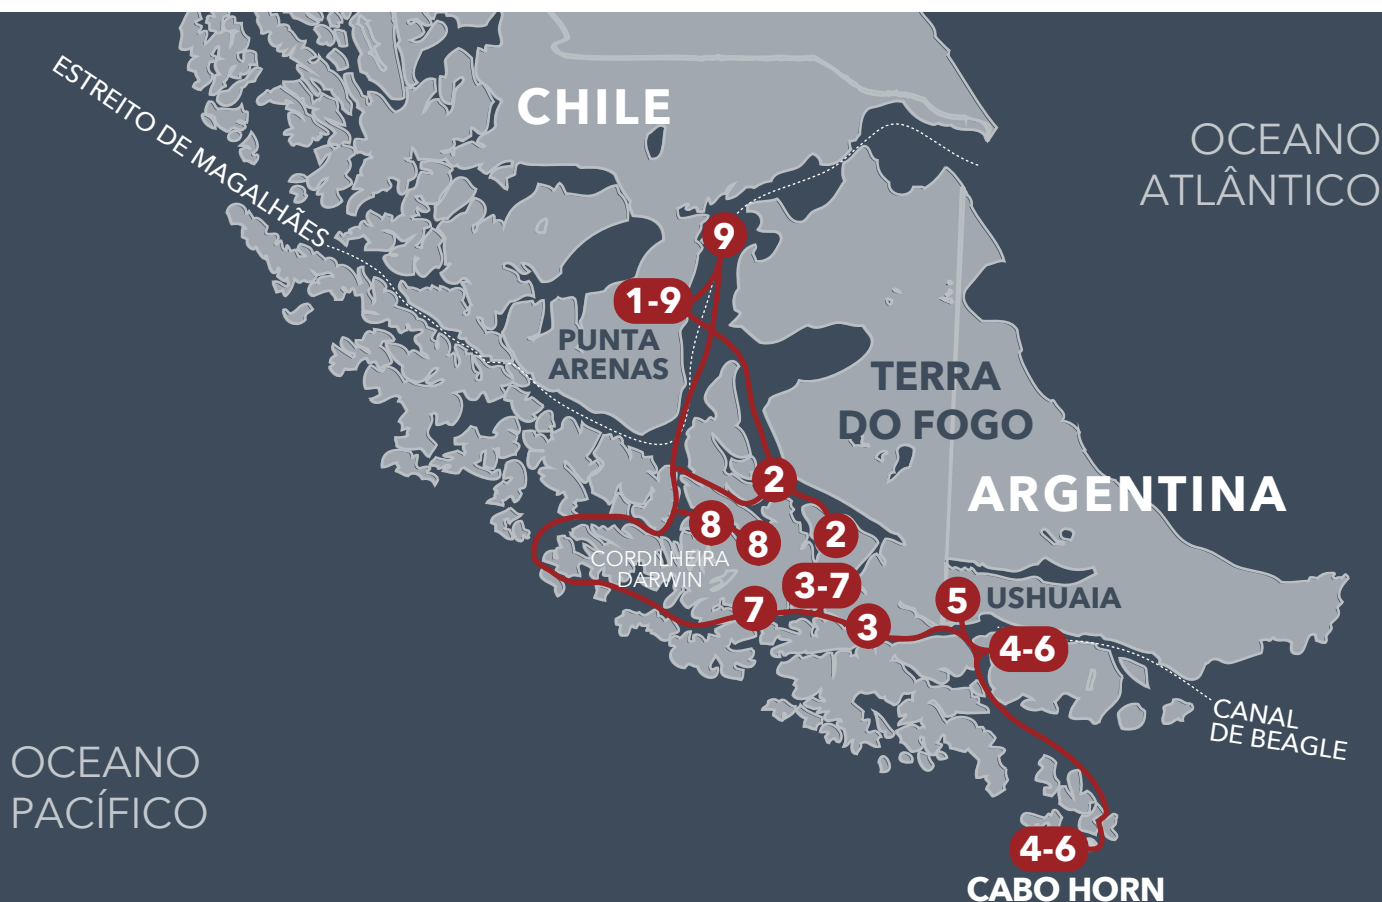 ESTREITO DE MAGALHÃES
CHILE
OCEANO
ATLÂNTICO
9
1-9
PUNTA
ARENAS
TERRA
DO FOGO
2
ARGENTINA
8
8
2
CORDILHEIRA
DARWIN
3-7
7
3
5
USHUAIA
4-6
CANAL
DE BEAGLE
OCEANO
PACÍFICO
4-6
CABO HORN